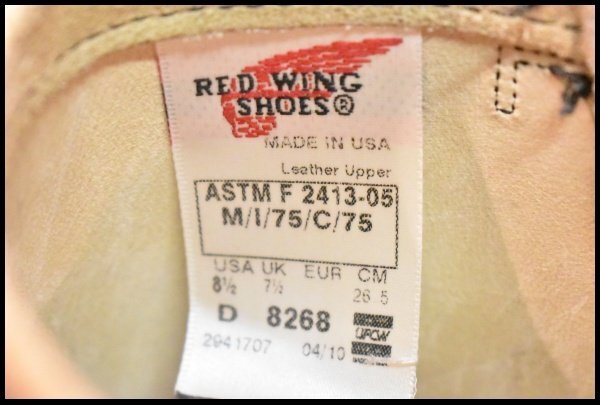 RED WING
SHOES®
MADE IN USA
Leather Upper
ASTM F 2413-05
M/I/75/C/75
USA UK EUR CM
8½ 7½ 26.5
D 8268 UFCW
2941707 04/10